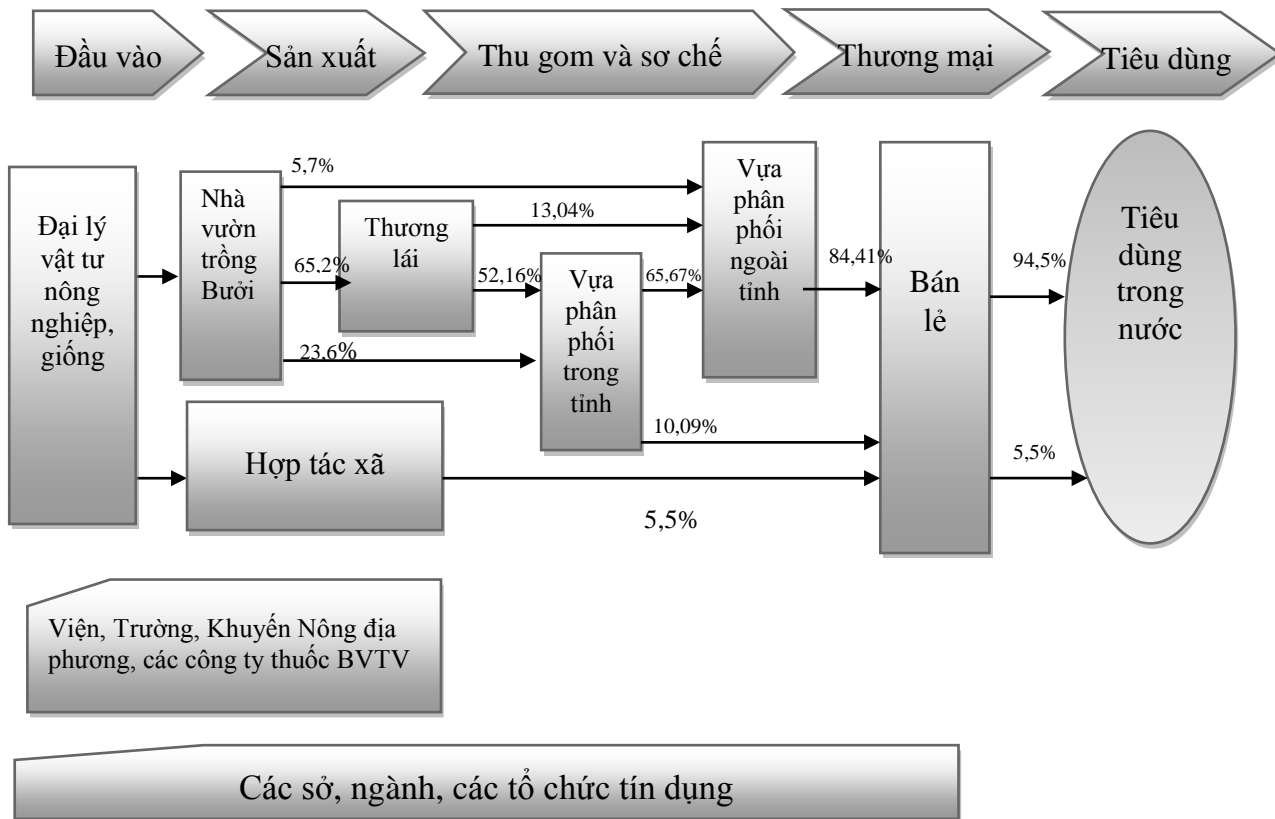 Đầu vào
Sản xuất
Thu gom và sơ chế
Thương mại
Tiêu dùng
Đại lý
vật tư
nông
nghiệp,
giống
Nhà
vườn
trồng
Bưởi
5,7%
65,2%
23,6%
Thương
lái
13,04%
52,16%
Vựa
phân
phối
trong
tỉnh
65,67%
10,09%
Vựa
phân
phối
ngoài
tỉnh
84,41%
Bán
lẻ
94,5%
5,5%
Tiêu
dùng
trong
nước
Hợp tác xã
5,5%
Viện, Trường, Khuyến Nông địa
phương, các công ty thuốc BVTV
Các sở, ngành, các tổ chức tín dụng